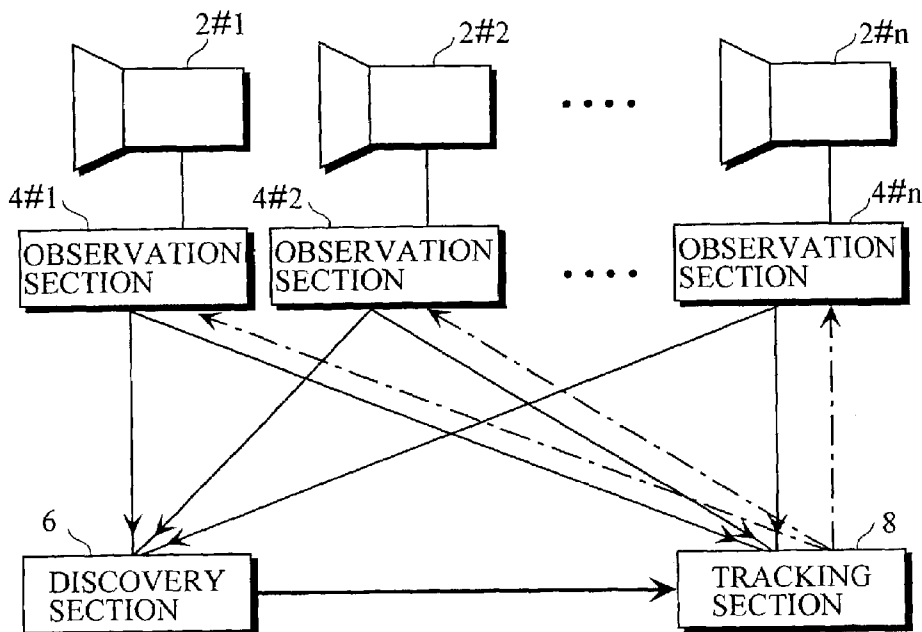 2#1
2#2
2#n
4#1
4#2
4#n
OBSERVATION
SECTION
OBSERVATION
SECTION
OBSERVATION
SECTION
6
8
DISCOVERY
SECTION
TRACKING
SECTION